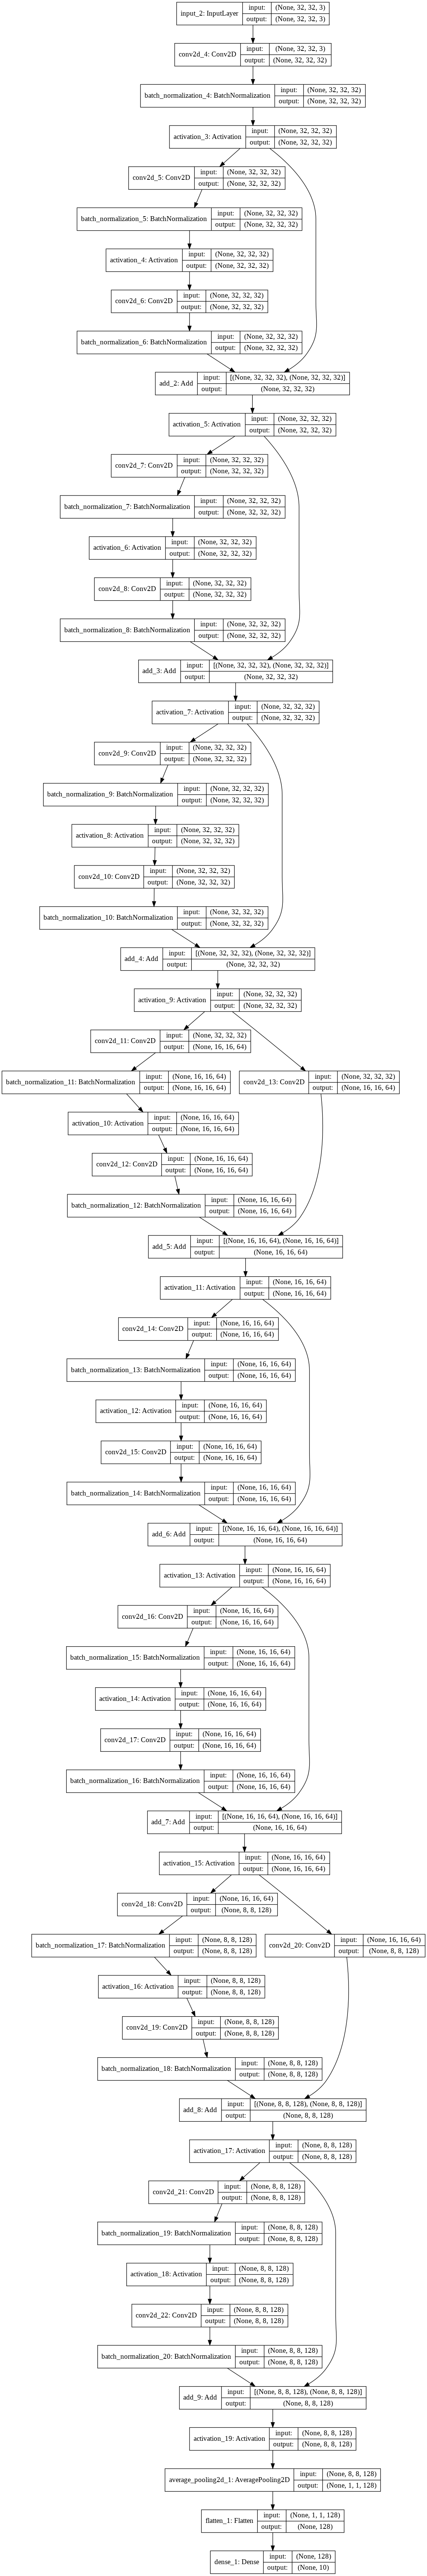 input_2: InputLayer input: (None, 32, 32, 3)
output: (None, 32, 32, 3)
conv2d_4: Conv2D input: (None, 32, 32, 3)
output: (None, 32, 32, 32)
batch_normalization_4: BatchNormalization input: (None, 32, 32, 32)
output: (None, 32, 32, 32)
activation_3: Activation input: (None, 32, 32, 32)
output: (None, 32, 32, 32)
conv2d_5: Conv2D input: (None, 32, 32, 32)
output: (None, 32, 32, 32)
batch_normalization_5: BatchNormalization input: (None, 32, 32, 32)
output: (None, 32, 32, 32)
activation_4: Activation input: (None, 32, 32, 32)
output: (None, 32, 32, 32)
conv2d_6: Conv2D input: (None, 32, 32, 32)
output: (None, 32, 32, 32)
batch_normalization_6: BatchNormalization input: (None, 32, 32, 32)
output: (None, 32, 32, 32)
add_2: Add input: [(None, 32, 32, 32), (None, 32, 32, 32)]
output: (None, 32, 32, 32)
activation_5: Activation input: (None, 32, 32, 32)
output: (None, 32, 32, 32)
conv2d_7: Conv2D input: (None, 32, 32, 32)
output: (None, 32, 32, 32)
batch_normalization_7: BatchNormalization input: (None, 32, 32, 32)
output: (None, 32, 32, 32)
activation_6: Activation input: (None, 32, 32, 32)
output: (None, 32, 32, 32)
conv2d_8: Conv2D input: (None, 32, 32, 32)
output: (None, 32, 32, 32)
batch_normalization_8: BatchNormalization input: (None, 32, 32, 32)
output: (None, 32, 32, 32)
add_3: Add input: [(None, 32, 32, 32), (None, 32, 32, 32)]
output: (None, 32, 32, 32)
activation_7: Activation input: (None, 32, 32, 32)
output: (None, 32, 32, 32)
conv2d_9: Conv2D input: (None, 32, 32, 32)
output: (None, 32, 32, 32)
batch_normalization_9: BatchNormalization input: (None, 32, 32, 32)
output: (None, 32, 32, 32)
activation_8: Activation input: (None, 32, 32, 32)
output: (None, 32, 32, 32)
conv2d_10: Conv2D input: (None, 32, 32, 32)
output: (None, 32, 32, 32)
batch_normalization_10: BatchNormalization input: (None, 32, 32, 32)
output: (None, 32, 32, 32)
add_4: Add input: [(None, 32, 32, 32), (None, 32, 32, 32)]
output: (None, 32, 32, 32)
activation_9: Activation input: (None, 32, 32, 32)
output: (None, 32, 32, 32)
conv2d_11: Conv2D input: (None, 32, 32, 32)
output: (None, 16, 16, 64)
batch_normalization_11: BatchNormalization input: (None, 16, 16, 64)
output: (None, 16, 16, 64)
conv2d_13: Conv2D input: (None, 32, 32, 32)
output: (None, 16, 16, 64)
activation_10: Activation input: (None, 16, 16, 64)
output: (None, 16, 16, 64)
conv2d_12: Conv2D input: (None, 16, 16, 64)
output: (None, 16, 16, 64)
batch_normalization_12: BatchNormalization input: (None, 16, 16, 64)
output: (None, 16, 16, 64)
add_5: Add input: [(None, 16, 16, 64), (None, 16, 16, 64)]
output: (None, 16, 16, 64)
activation_11: Activation input: (None, 16, 16, 64)
output: (None, 16, 16, 64)
conv2d_14: Conv2D input: (None, 16, 16, 64)
output: (None, 16, 16, 64)
batch_normalization_13: BatchNormalization input: (None, 16, 16, 64)
output: (None, 16, 16, 64)
activation_12: Activation input: (None, 16, 16, 64)
output: (None, 16, 16, 64)
conv2d_15: Conv2D input: (None, 16, 16, 64)
output: (None, 16, 16, 64)
batch_normalization_14: BatchNormalization input: (None, 16, 16, 64)
output: (None, 16, 16, 64)
add_6: Add input: [(None, 16, 16, 64), (None, 16, 16, 64)]
output: (None, 16, 16, 64)
activation_13: Activation input: (None, 16, 16, 64)
output: (None, 16, 16, 64)
conv2d_16: Conv2D input: (None, 16, 16, 64)
output: (None, 16, 16, 64)
batch_normalization_15: BatchNormalization input: (None, 16, 16, 64)
output: (None, 16, 16, 64)
activation_14: Activation input: (None, 16, 16, 64)
output: (None, 16, 16, 64)
conv2d_17: Conv2D input: (None, 16, 16, 64)
output: (None, 16, 16, 64)
batch_normalization_16: BatchNormalization input: (None, 16, 16, 64)
output: (None, 16, 16, 64)
add_7: Add input: [(None, 16, 16, 64), (None, 16, 16, 64)]
output: (None, 16, 16, 64)
activation_15: Activation input: (None, 16, 16, 64)
output: (None, 16, 16, 64)
conv2d_18: Conv2D input: (None, 16, 16, 64)
output: (None, 8, 8, 128)
batch_normalization_17: BatchNormalization input: (None, 8, 8, 128)
output: (None, 8, 8, 128)
conv2d_20: Conv2D input: (None, 16, 16, 64)
output: (None, 8, 8, 128)
activation_16: Activation input: (None, 8, 8, 128)
output: (None, 8, 8, 128)
conv2d_19: Conv2D input: (None, 8, 8, 128)
output: (None, 8, 8, 128)
batch_normalization_18: BatchNormalization input: (None, 8, 8, 128)
output: (None, 8, 8, 128)
add_8: Add input: [(None, 8, 8, 128), (None, 8, 8, 128)]
output: (None, 8, 8, 128)
activation_17: Activation input: (None, 8, 8, 128)
output: (None, 8, 8, 128)
conv2d_21: Conv2D input: (None, 8, 8, 128)
output: (None, 8, 8, 128)
batch_normalization_19: BatchNormalization input: (None, 8, 8, 128)
output: (None, 8, 8, 128)
activation_18: Activation input: (None, 8, 8, 128)
output: (None, 8, 8, 128)
conv2d_22: Conv2D input: (None, 8, 8, 128)
output: (None, 8, 8, 128)
batch_normalization_20: BatchNormalization input: (None, 8, 8, 128)
output: (None, 8, 8, 128)
add_9: Add input: [(None, 8, 8, 128), (None, 8, 8, 128)]
output: (None, 8, 8, 128)
activation_19: Activation input: (None, 8, 8, 128)
output: (None, 8, 8, 128)
average_pooling2d_1: AveragePooling2D input: (None, 8, 8, 128)
output: (None, 1, 1, 128)
flatten_1: Flatten input: (None, 1, 1, 128)
output: (None, 128)
dense_1: Dense input: (None, 128)
output: (None, 10)